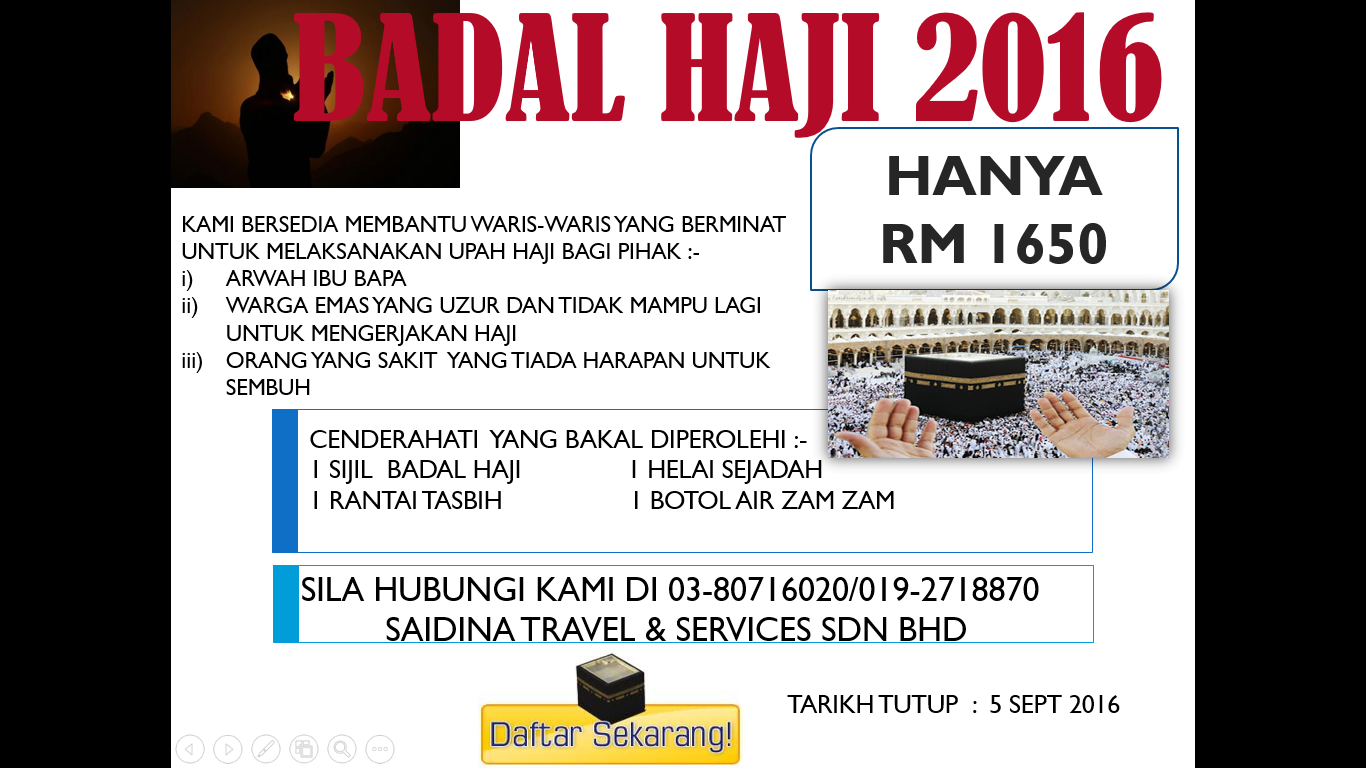 BADAL HAJI 2016
HANYA
RM 1650
KAMI BERSEDIA MEMBANTU WARIS-WARIS YANG BERMINAT
UNTUK MELAKSANAKAN UPAH HAJI BAGI PIHAK :-
i) ARWAH IBU BAPA
ii) WARGA EMAS YANG UZUR DAN TIDAK MAMPU LAGI
UNTUK MENGERJAKAN HAJI
iii) ORANG YANG SAKIT YANG TIADA HARAPAN UNTUK
SEMBUH
CENDERAHATI YANG BAKAL DIPEROLEHI :-
1 SIJIL BADAL HAJI 1 HELAI SEJADAH
1 RANTAI TASBIH 1 BOTOL AIR ZAM ZAM
SILA HUBUNGI KAMI DI 03-80716020/019-2718870
SAIDINA TRAVEL & SERVICES SDN BHD
TARIKH TUTUP : 5 SEPT 2016
Daftar Sekarang!